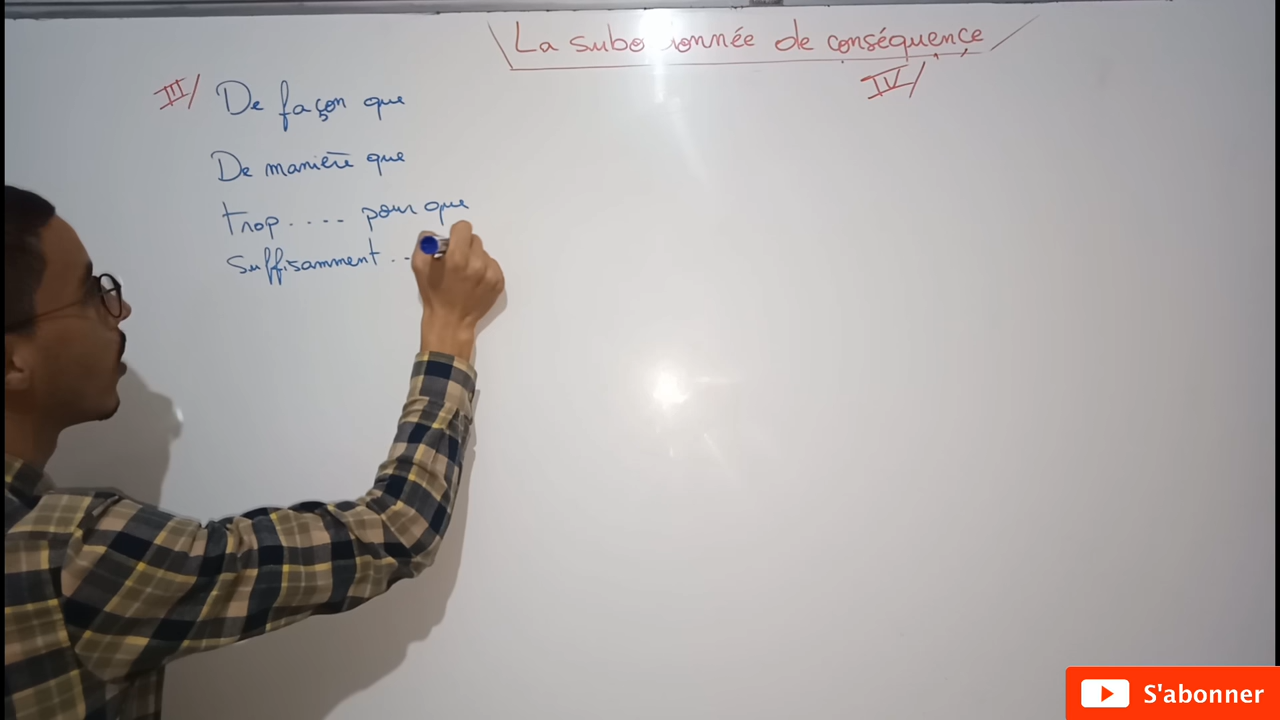 La subordonnée de conséquence
IV/
III/ De façon que
De manière que
trop .... pour que
suffisamment ..
S'abonner